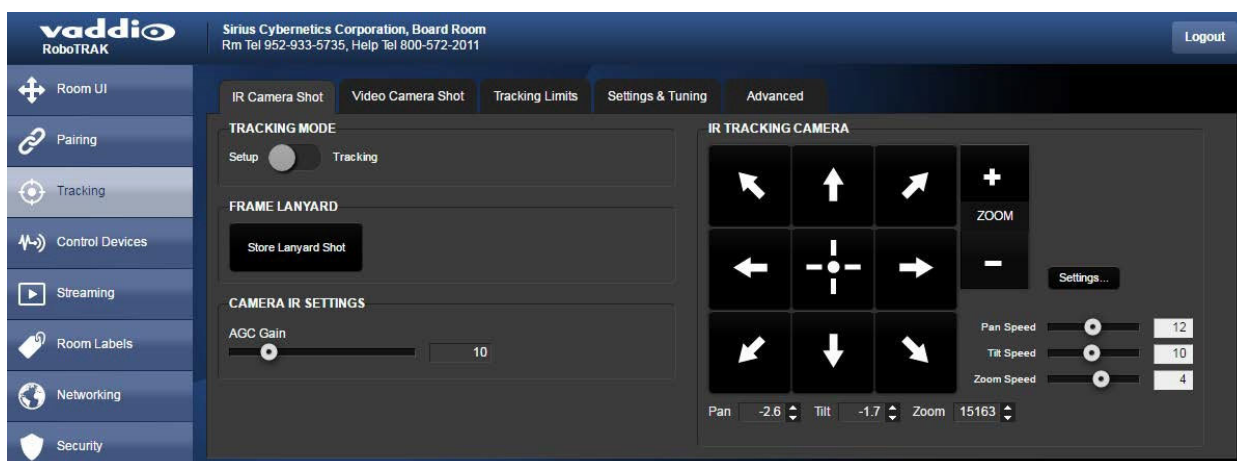 vaddio
RoboTRAK
Sirius Cybernetics Corporation, Board Room
Rm Tel 952-933-5735, Help Tel 800-572-2011
Logout
Room UI
Pairing
Tracking
Control Devices
Streaming
Room Labels
Networking
Security
IR Camera Shot
Video Camera Shot
Tracking Limits
Settings & Tuning
Advanced
TRACKING MODE
Setup
Tracking
FRAME LANYARD
Store Lanyard Shot
CAMERA IR SETTINGS
AGC Gain
10
IR TRACKING CAMERA
ZOOM
Settings...
Pan Speed 12
Tilt Speed 10
Zoom Speed 4
Pan -2.6 Tilt -1.7 Zoom 15163